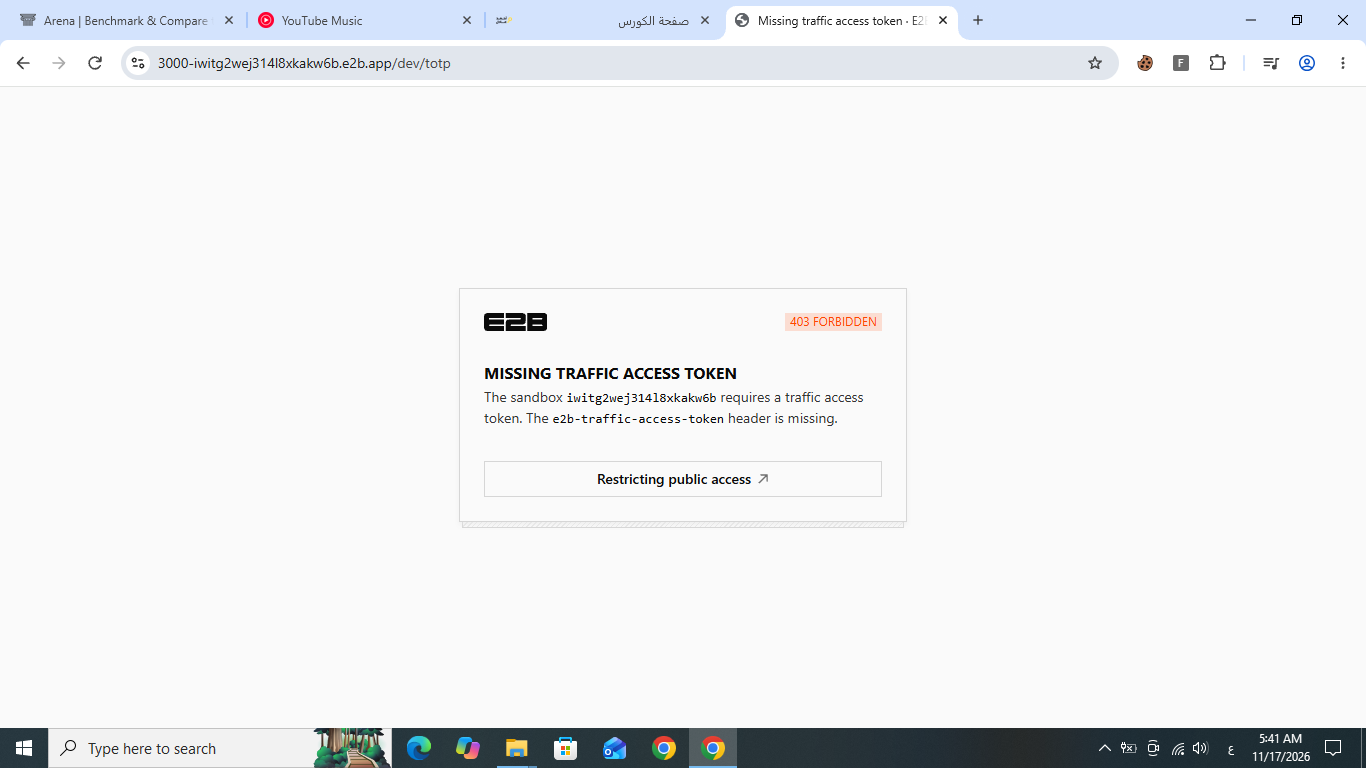 Arena | Benchmark & Compare
YouTube Music
صفحة الكورس
Missing traffic access token · E2B
3000-iwitg2wej314l8xkakw6b.e2b.app/dev/totp
F
E2B
403 FORBIDDEN
MISSING TRAFFIC ACCESS TOKEN
The sandbox iwitg2wej314l8xkakw6b requires a traffic access
token. The e2b-traffic-access-token header is missing.
Restricting public access
Type here to search
ع
5:41 AM
11/17/2026